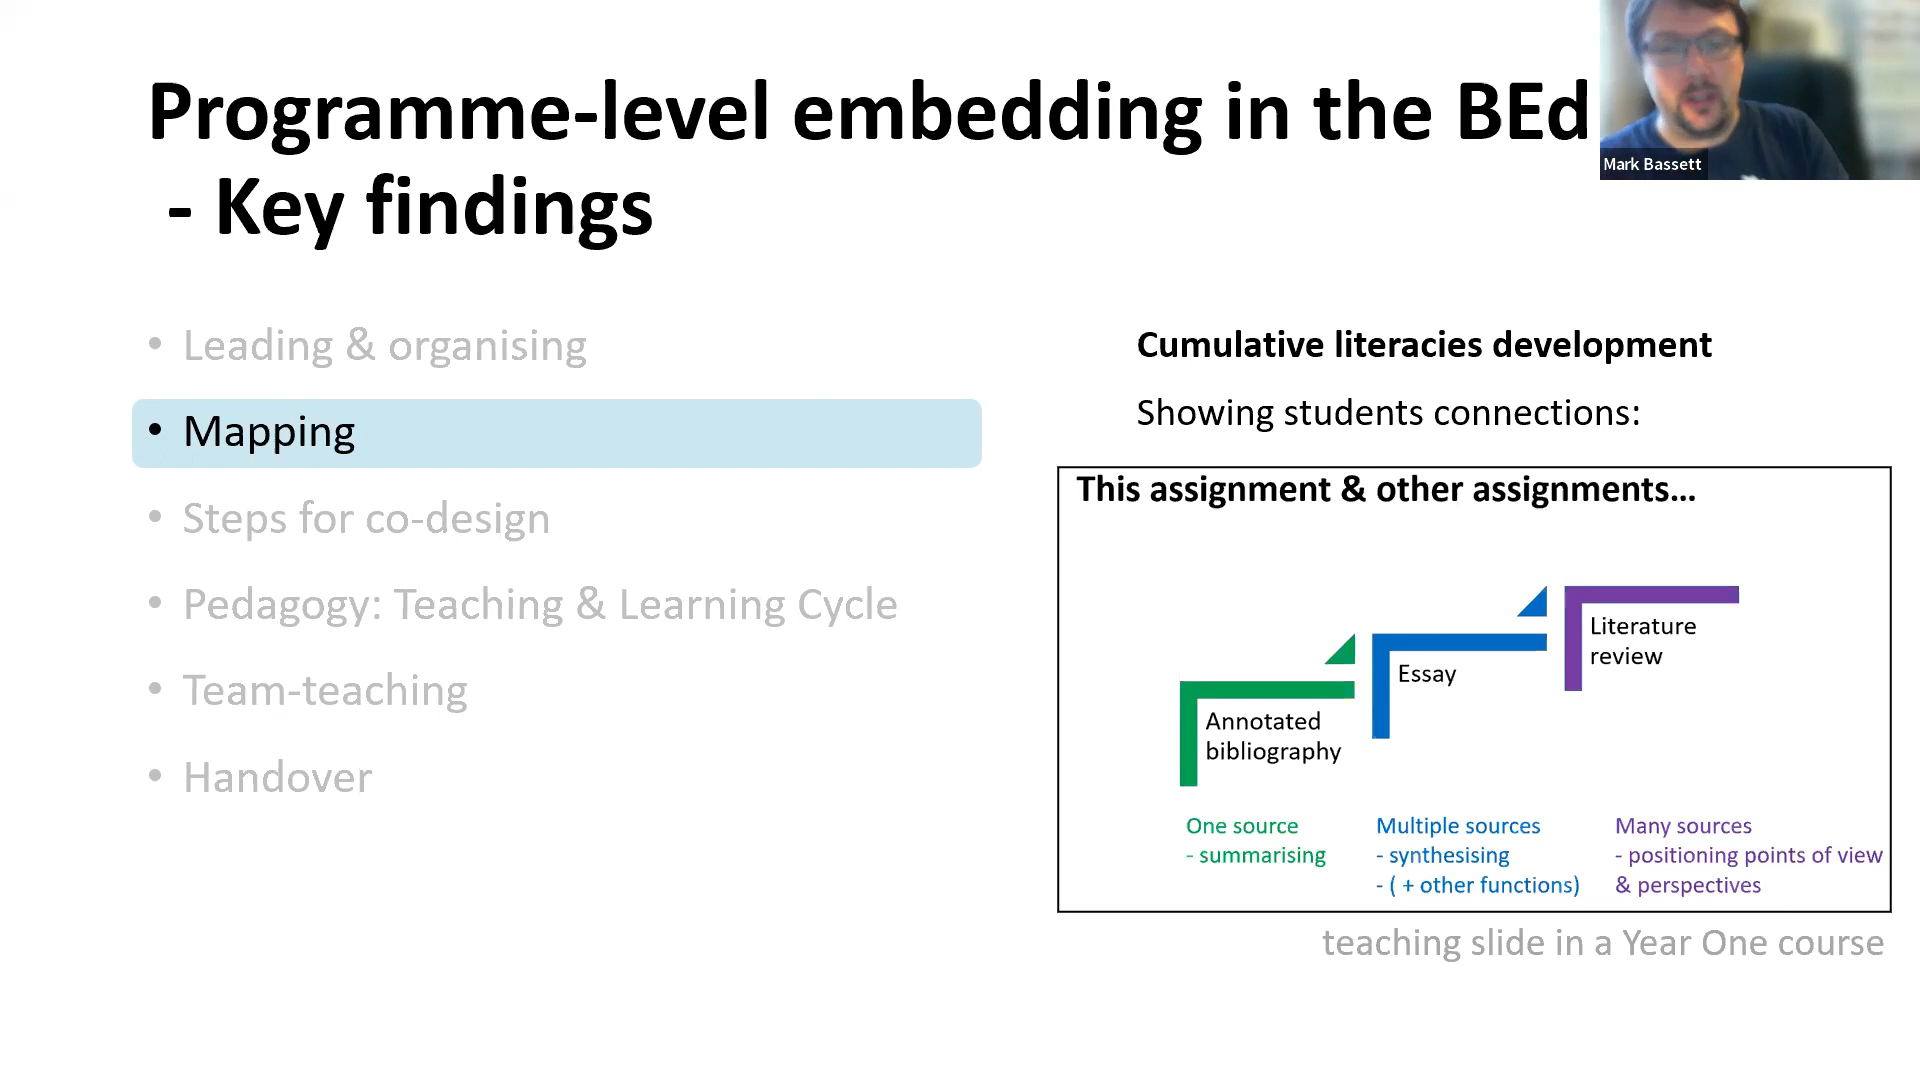 Programme-level embedding in the BEd
- Key findings
Mark Bassett
• Leading & organising
• Mapping
• Steps for co-design
• Pedagogy: Teaching & Learning Cycle
• Team-teaching
• Handover
Cumulative literacies development
Showing students connections:
This assignment & other assignments...
Annotated
bibliography
Essay
Literature
review
One source
- summarising
Multiple sources
- synthesising
- ( + other functions)
Many sources
- positioning points of view
& perspectives
teaching slide in a Year One course